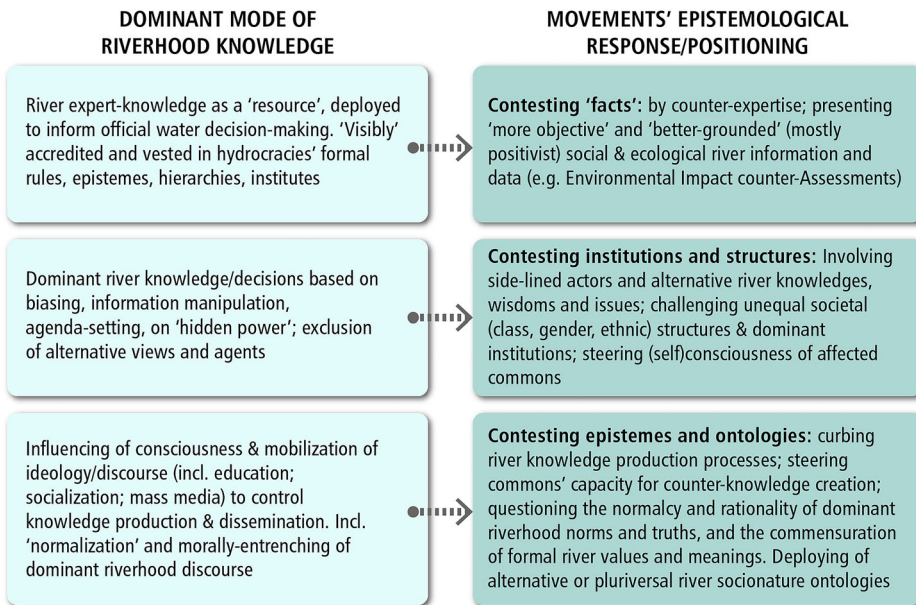 DOMINANT MODE OF
RIVERHOOD KNOWLEDGE
MOVEMENTS’ EPISTEMOLOGICAL
RESPONSE/POSITIONING
River expert-knowledge as a ‘resource’, deployed
to inform official water decision-making. ‘Visibly’
accredited and vested in hydrocracies’ formal
rules, epistemes, hierarchies, institutes
Contesting ‘facts’: by counter-expertise; presenting
‘more objective’ and ‘better-grounded’ (mostly
positivist) social & ecological river information and
data (e.g. Environmental Impact counter-Assessments)
Dominant river knowledge/decisions based on
biasing, information manipulation,
agenda-setting, on ‘hidden power’; exclusion
of alternative views and agents
Contesting institutions and structures: Involving
side-lined actors and alternative river knowledges,
wisdoms and issues; challenging unequal societal
(class, gender, ethnic) structures & dominant
institutions; steering (self)consciousness of affected
commons
Influencing of consciousness & mobilization of
ideology/discourse (incl. education;
socialization; mass media) to control
knowledge production & dissemination. Incl.
‘normalization’ and morally-entrenching of
dominant riverhood discourse
Contesting epistemes and ontologies: curbing
river knowledge production processes; steering
commons’ capacity for counter-knowledge creation;
questioning the normalcy and rationality of dominant
riverhood norms and truths, and the commensuration
of formal river values and meanings. Deploying of
alternative or pluriversal river socionature ontologies